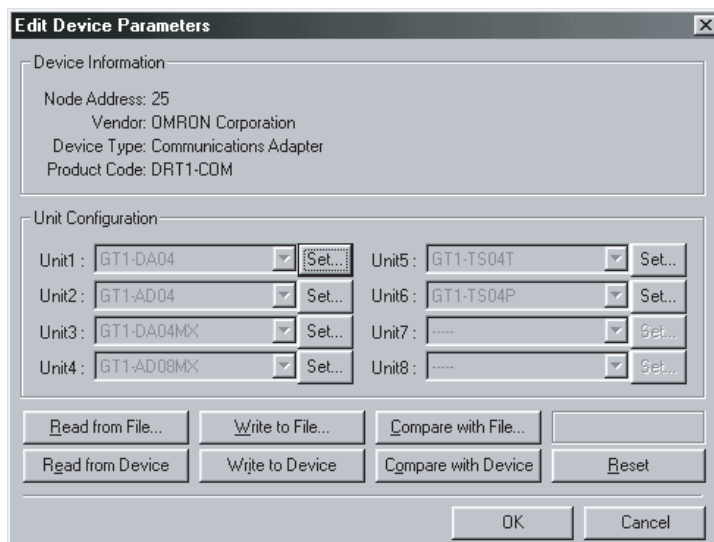 Edit Device Parameters
Device Information
Node Address: 25
Vendor: OMRON Corporation
Device Type: Communications Adapter
Product Code: DRT1-COM
Unit Configuration
Unit1 : GT1-DA04 Set... Unit5 : GT1-TS04T Set...
Unit2 : GT1-AD04 Set... Unit6 : GT1-TS04P Set...
Unit3 : GT1-DA04MX Set... Unit7 : ----- Set...
Unit4 : GT1-AD08MX Set... Unit8 : ----- Set...
Read from File... Write to File... Compare with File...
Read from Device Write to Device Compare with Device Reset
OK Cancel